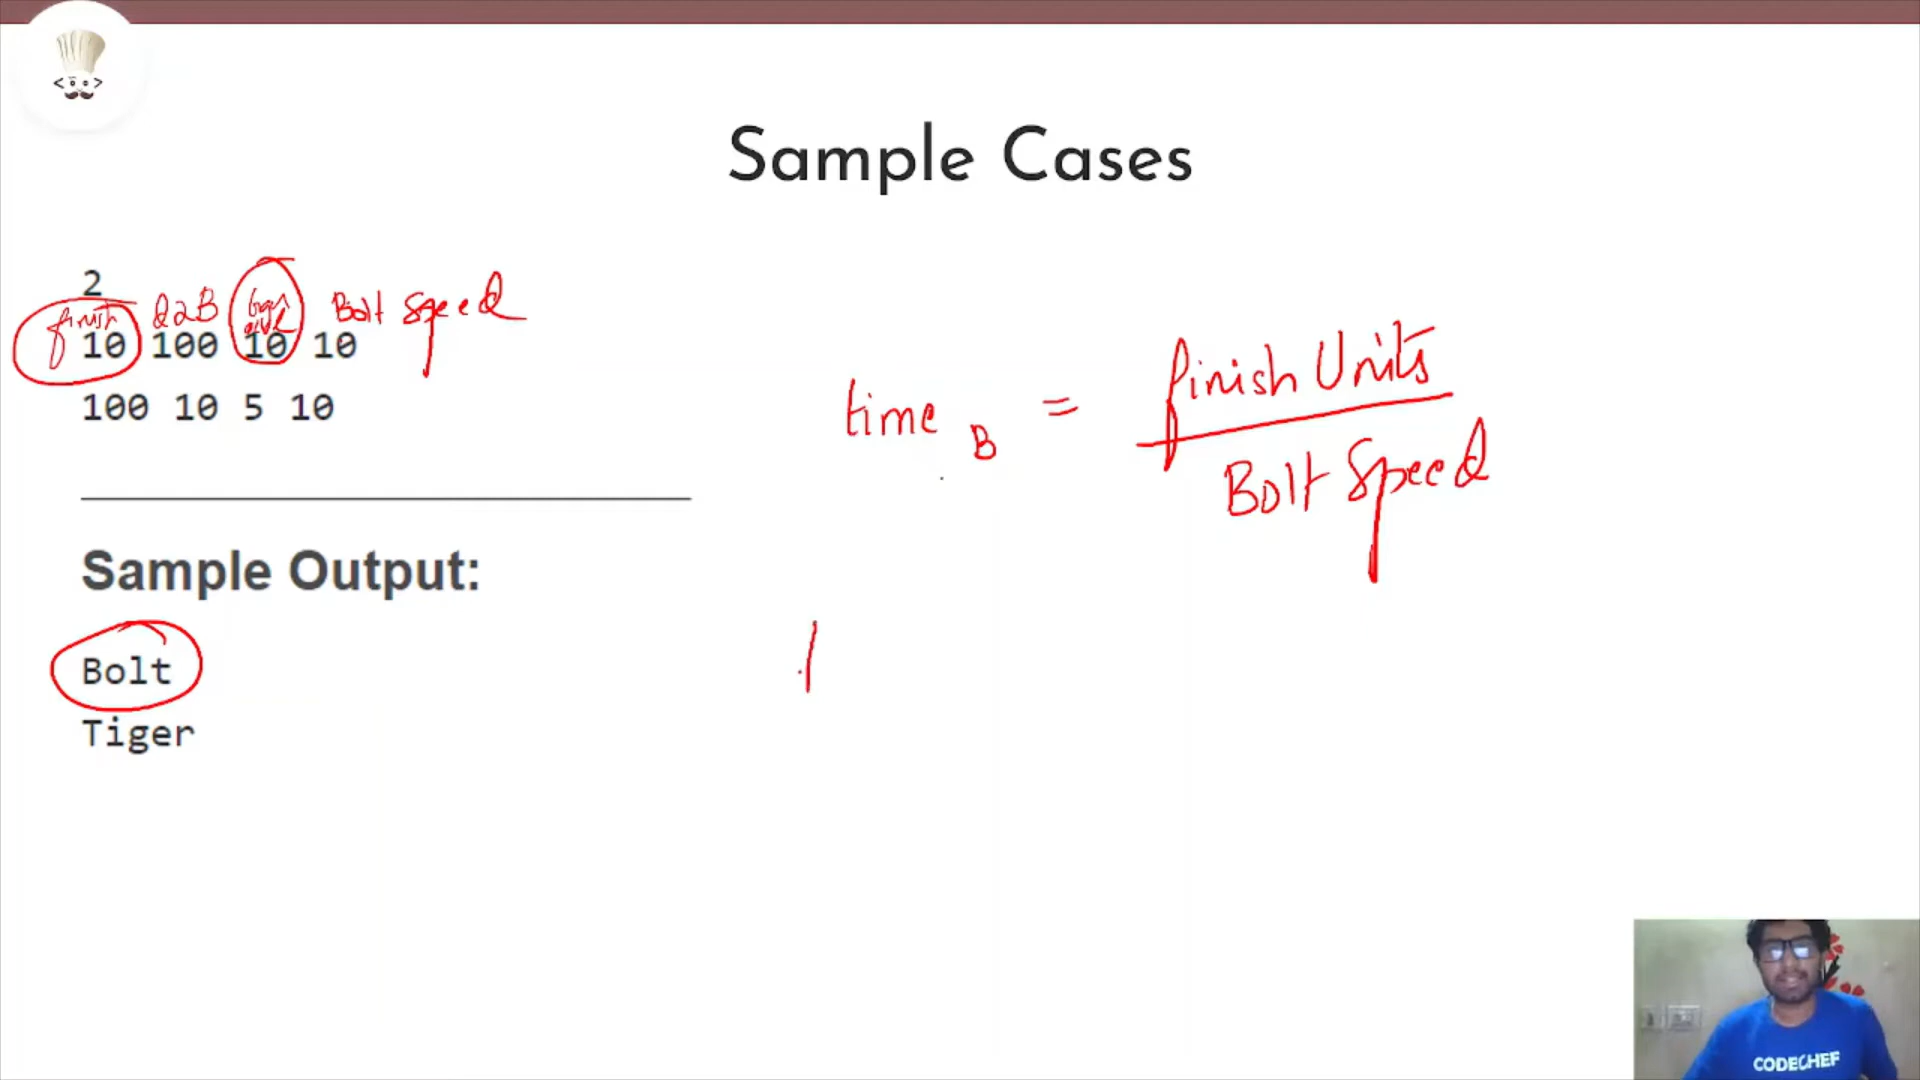 Sample Cases
2
finish D2B Bolt Speed
10 100 10 10
100 10 5 10
time B = finish Units
Bolt Speed
Sample Output:
Bolt
Tiger
CODECHEF